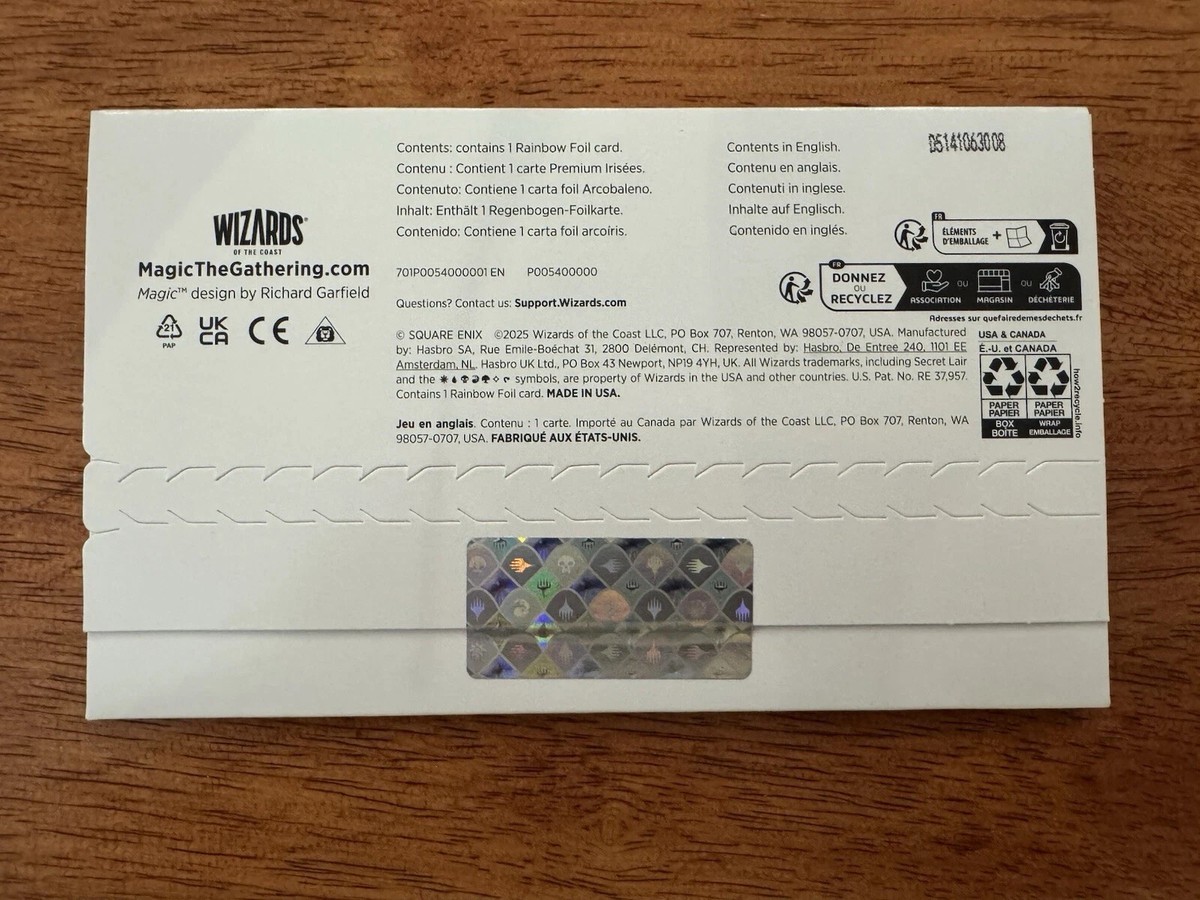 Contents: contains 1 Rainbow Foil card.
Contenu : Contient 1 carte Premium Irisées.
Contenuto: Contiene 1 carta foil Arcobaleno.
Inhalt: Enthält 1 Regenbogen-Foilkarte.
Contenido: Contiene 1 carta foil arcoíris.
Contents in English.
Contenu en anglais.
Contenuti in inglese.
Inhalte auf Englisch.
Contenido en inglés.
WIZARDS®
OF THE COAST
MagicTheGathering.com
Magic™ design by Richard Garfield
21
PAP
UK
CA
CE
701P0054000001 EN P005400000
Questions? Contact us: Support.Wizards.com
© SQUARE ENIX ©2025 Wizards of the Coast LLC, PO Box 707, Renton, WA 98057-0707, USA. Manufactured
by: Hasbro SA, Rue Emile-Boéchat 31, 2800 Delémont, CH. Represented by: Hasbro, De Entree 240, 1101 EE
Amsterdam, NL. Hasbro UK Ltd., PO Box 43 Newport, NP19 4YH, UK. All Wizards trademarks, including Secret Lair
and the symbols, are property of Wizards in the USA and other countries. U.S. Pat. No. RE 37,957.
Contains 1 Rainbow Foil card. MADE IN USA.
Jeu en anglais. Contenu : 1 carte. Importé au Canada par Wizards of the Coast LLC, PO Box 707, Renton, WA
98057-0707, USA. FABRIQUÉ AUX ÉTATS-UNIS.
FR
ÉLÉMENTS
D'EMBALLAGE +
FR
DONNEZ
OU
RECYCLEZ
ASSOCIATION OU MAGASIN OU DÉCHÈTERIE
Adresses sur quefairedemesdechets.fr
USA & CANADA
É.-U. et CANADA
PAPER PAPER
PAPIER PAPIER
BOX WRAP
BOÎTE EMBALLAGE
how2recycle.info